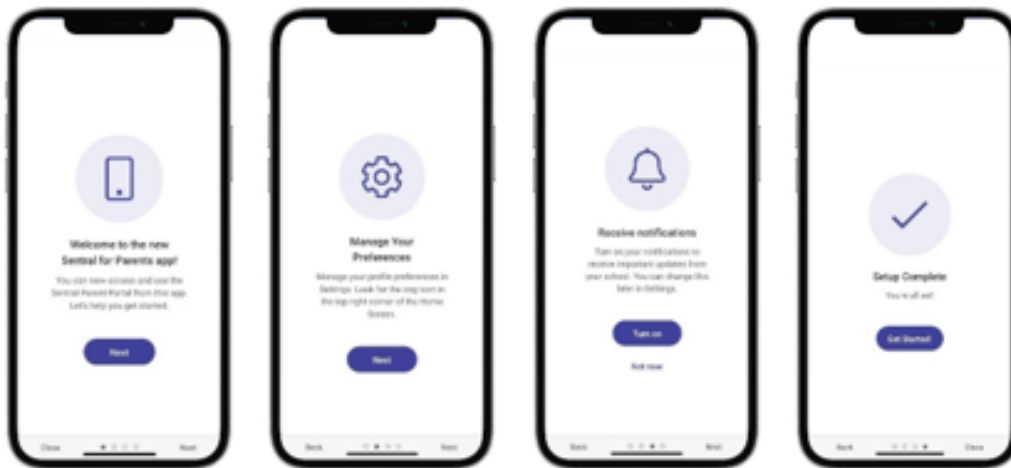 Welcome to the new
Sentral for Parents app!
You can now access and use the
Sentral Parent Portal from this app.
Let's help you get started.
Next
Close
Next
Manage Your
Preferences
Manage your profile preferences in
Settings. Look for the cog icon in
the top right corner of the Home
Screen.
Next
Back
Next
Receive notifications
Turn on your notifications to
receive important updates from
your school. You can change this
later in Settings.
Turn on
Not now
Back
Next
Setup Complete
You're all set!
Get Started
Back
Close